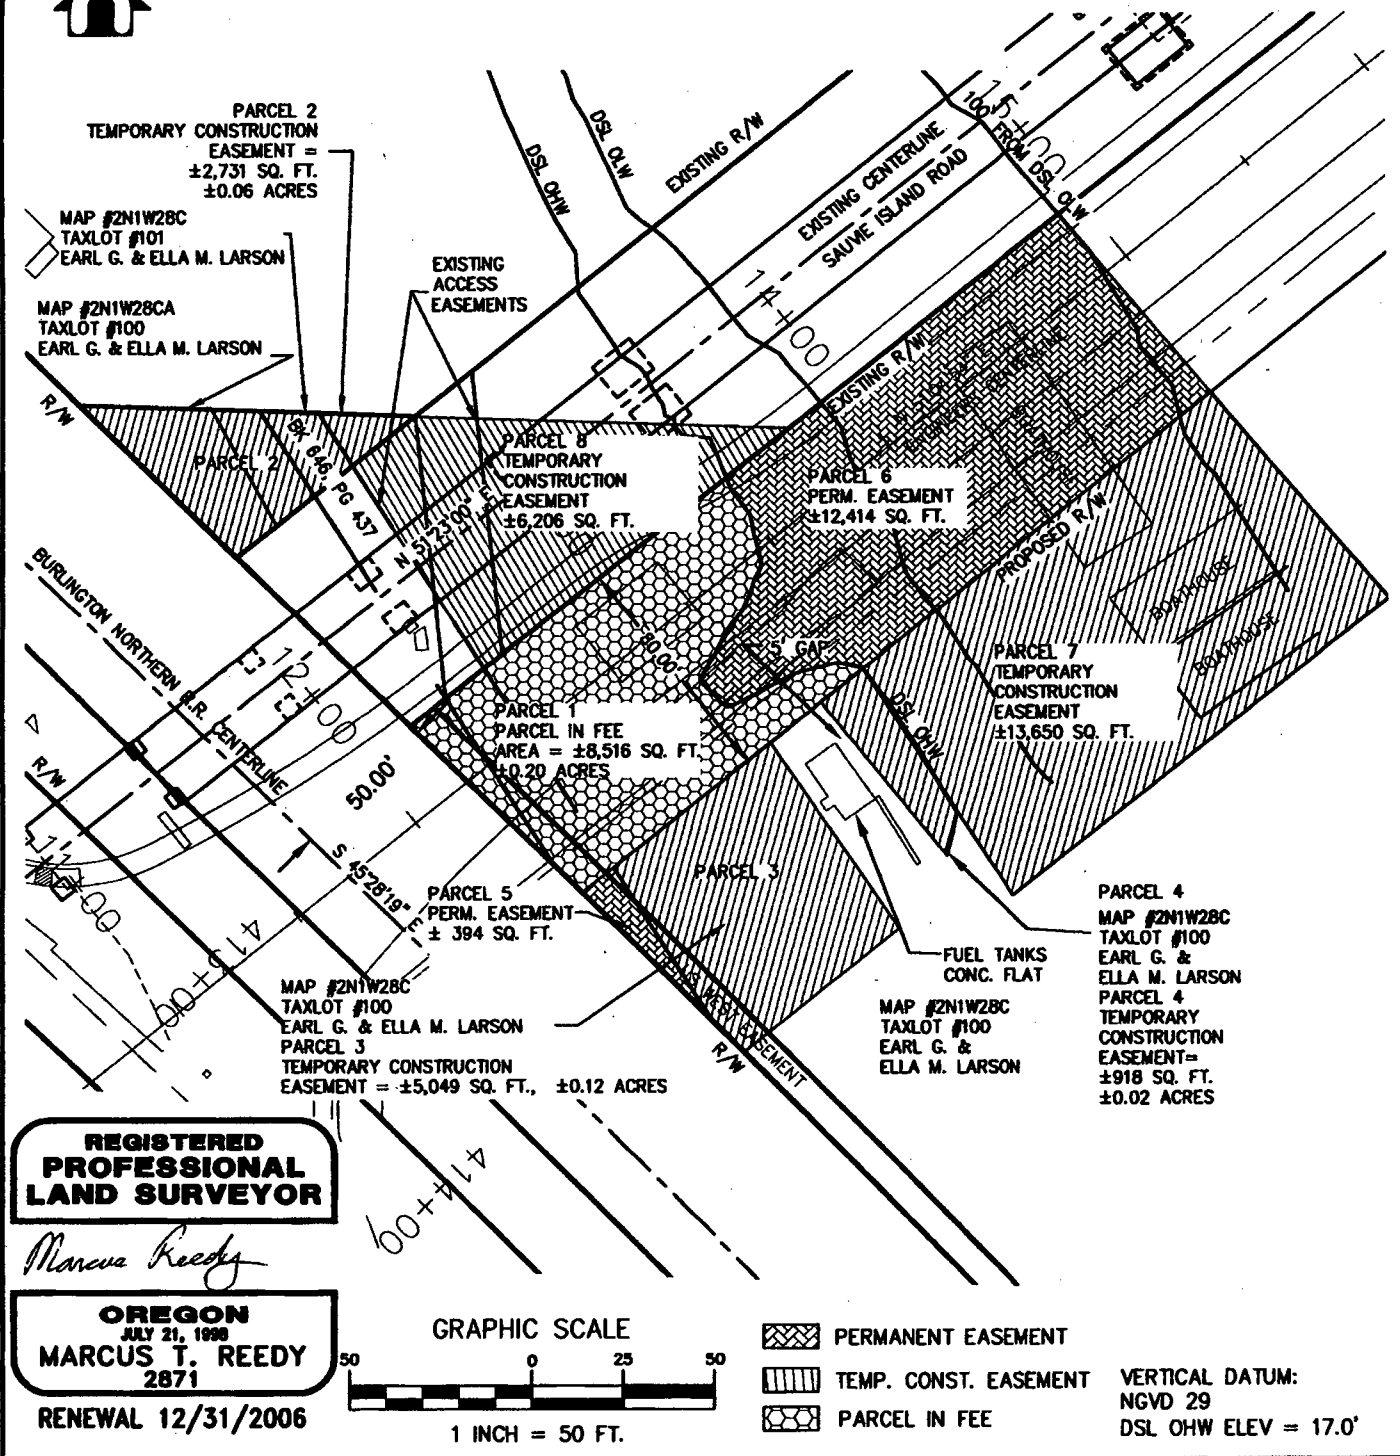 PARCEL 2
TEMPORARY CONSTRUCTION
EASEMENT =
±2,731 SQ. FT.
±0.06 ACRES
MAP #2N1W28C
TAXLOT #101
EARL G. & ELLA M. LARSON
MAP #2N1W28CA
TAXLOT #100
EARL G. & ELLA M. LARSON
EXISTING
ACCESS
EASEMENTS
DSL OHW
DSL OLW
EXISTING R/W
EXISTING CENTERLINE
SAUVIE ISLAND ROAD
100' FROM DSL OLW
15+00
14+00
R/W
PARCEL 2
BK 646, PG 437
N 51°23'00" E
PARCEL 8
TEMPORARY
CONSTRUCTION
EASEMENT
±6,206 SQ. FT.
EXISTING R/W
PARCEL 6
PERM. EASEMENT
±12,414 SQ. FT.
PROPOSED R/W
BOATHOUSE
BOATHOUSE
BURLINGTON NORTHERN R.R. CENTERLINE
12+00
80.00'
5' GAP
PARCEL 7
TEMPORARY
CONSTRUCTION
EASEMENT
±13,650 SQ. FT.
DSL OHW
PARCEL 1
PARCEL IN FEE
AREA = ±8,516 SQ. FT.
±0.20 ACRES
R/W
50.00'
S 45°28'19" E
11+00
415+00
PARCEL 3
PARCEL 5
PERM. EASEMENT
± 394 SQ. FT.
FUEL TANKS
CONC. FLAT
MAP #2N1W28C
TAXLOT #100
EARL G. &
ELLA M. LARSON
PARCEL 4
MAP #2N1W28C
TAXLOT #100
EARL G. &
ELLA M. LARSON
PARCEL 4
TEMPORARY
CONSTRUCTION
EASEMENT=
±918 SQ. FT.
±0.02 ACRES
MAP #2N1W28C
TAXLOT #100
EARL G. & ELLA M. LARSON
PARCEL 3
TEMPORARY CONSTRUCTION
EASEMENT = ±5,049 SQ. FT., ±0.12 ACRES
WEST EASEMENT
R/W
414+00
REGISTERED
PROFESSIONAL
LAND SURVEYOR
Marcus Reedy
OREGON
JULY 21, 1998
MARCUS T. REEDY
2871
RENEWAL 12/31/2006
GRAPHIC SCALE
50 0 25 50
1 INCH = 50 FT.
PERMANENT EASEMENT
TEMP. CONST. EASEMENT
PARCEL IN FEE
VERTICAL DATUM:
NGVD 29
DSL OHW ELEV = 17.0'